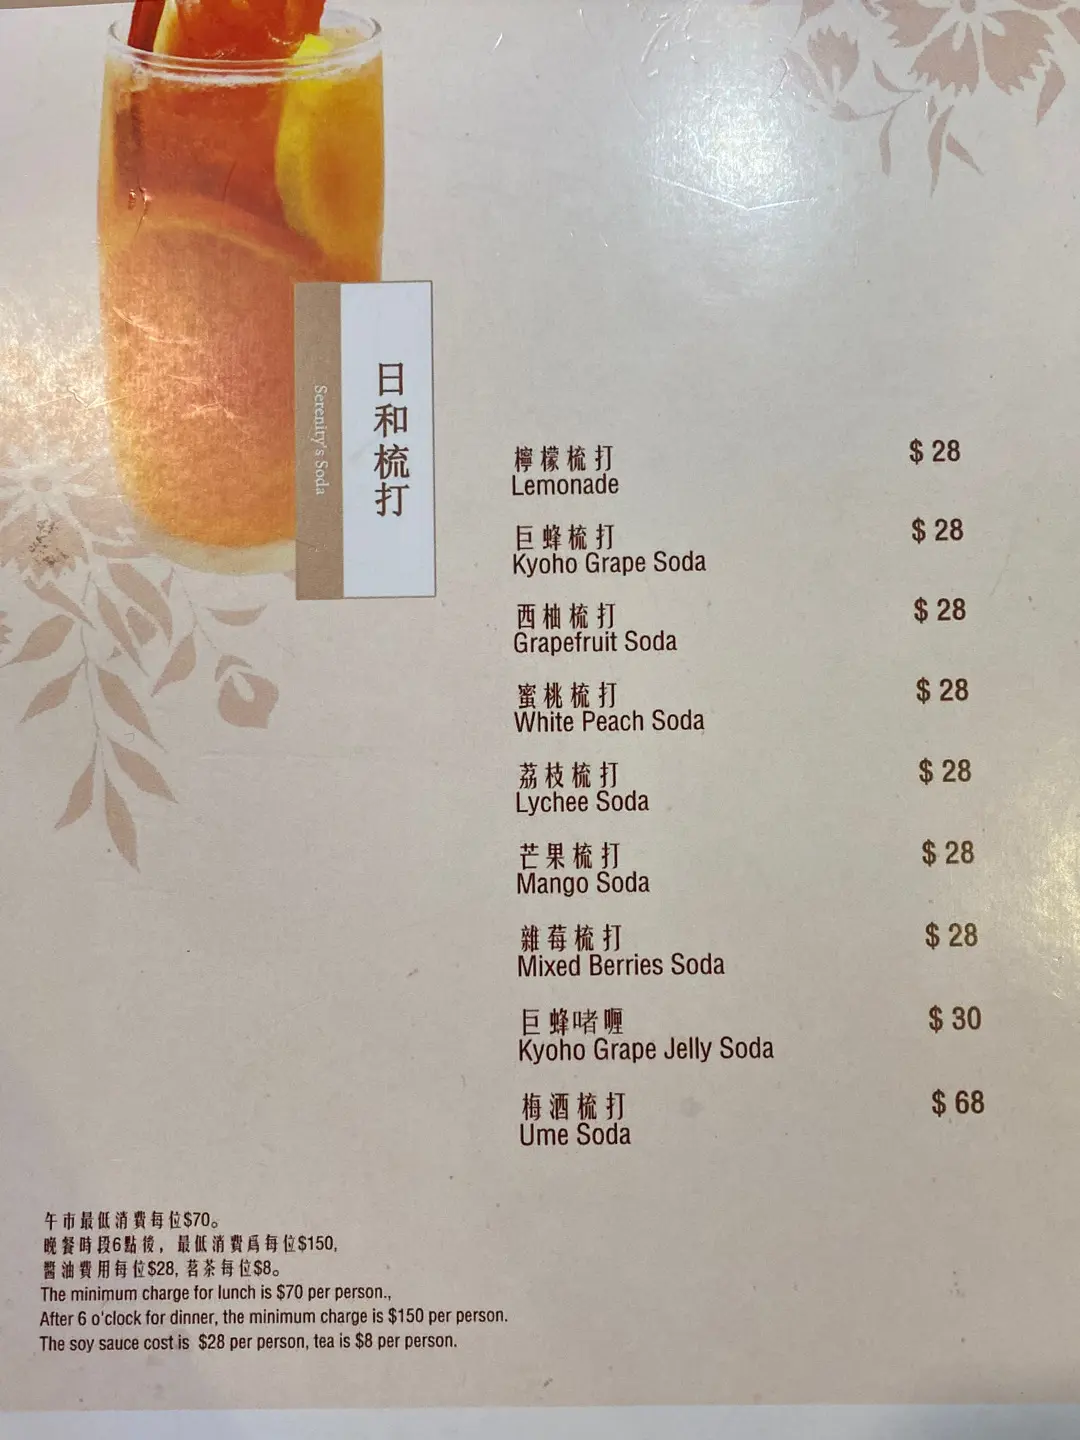 日和梳打
Serenity's Soda
檸檬梳打 $ 28
Lemonade
巨蜂梳打 $ 28
Kyoho Grape Soda
西柚梳打 $ 28
Grapefruit Soda
蜜桃梳打 $ 28
White Peach Soda
荔枝梳打 $ 28
Lychee Soda
芒果梳打 $ 28
Mango Soda
雜莓梳打 $ 28
Mixed Berries Soda
巨蜂啫喱 $ 30
Kyoho Grape Jelly Soda
梅酒梳打 $ 68
Ume Soda
午市最低消費每位$70。
晚餐時段6點後，最低消費爲每位$150,
醬油費用每位$28, 茗茶每位$8。
The minimum charge for lunch is $70 per person.,
After 6 o'clock for dinner, the minimum charge is $150 per person.
The soy sauce cost is $28 per person, tea is $8 per person.